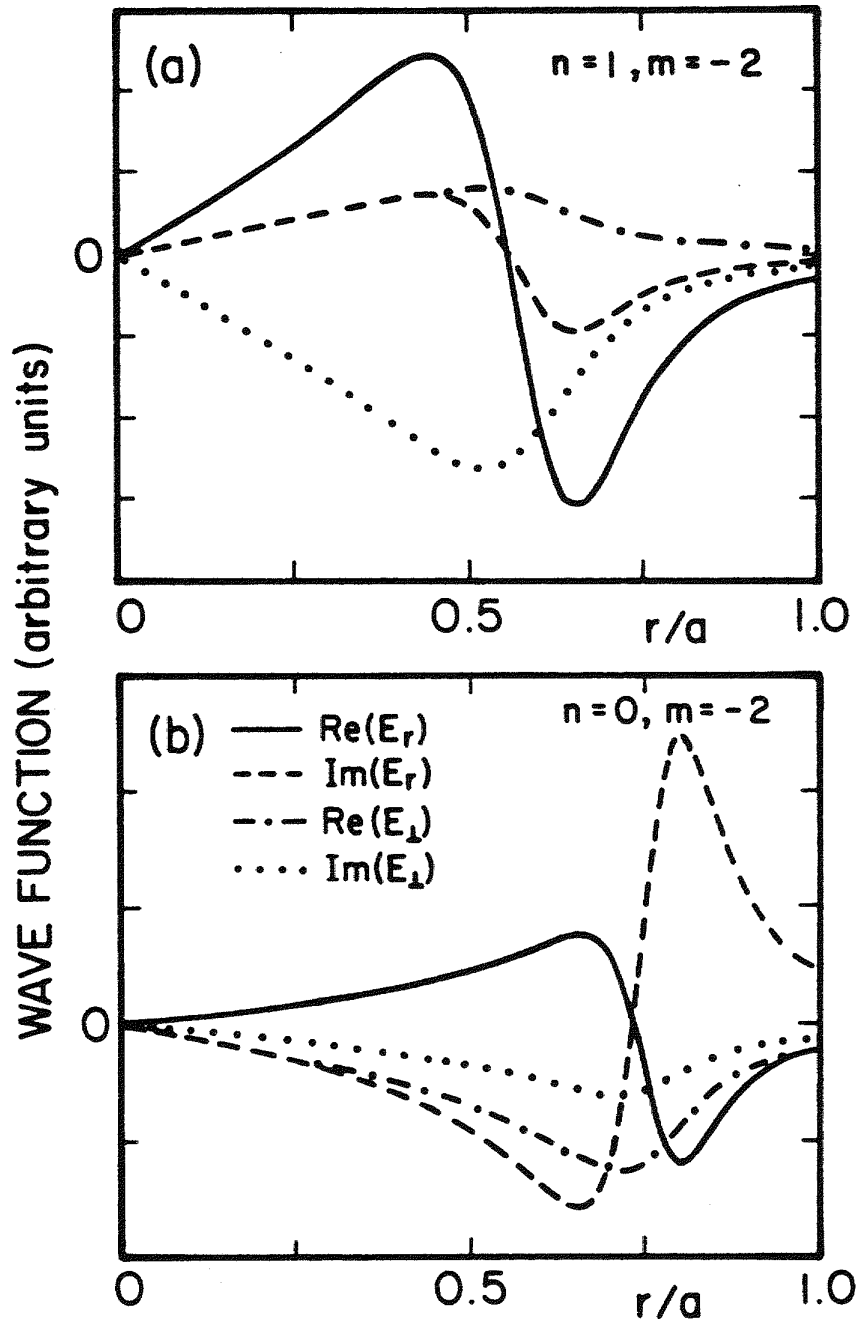 WAVE FUNCTION (arbitrary units)
(a)
n=1, m=-2
0
0 0.5 1.0
r/a
(b)
n=0, m=-2
Re(E_r)
Im(E_r)
Re(E_⊥)
Im(E_⊥)
0
0 0.5 1.0
r/a